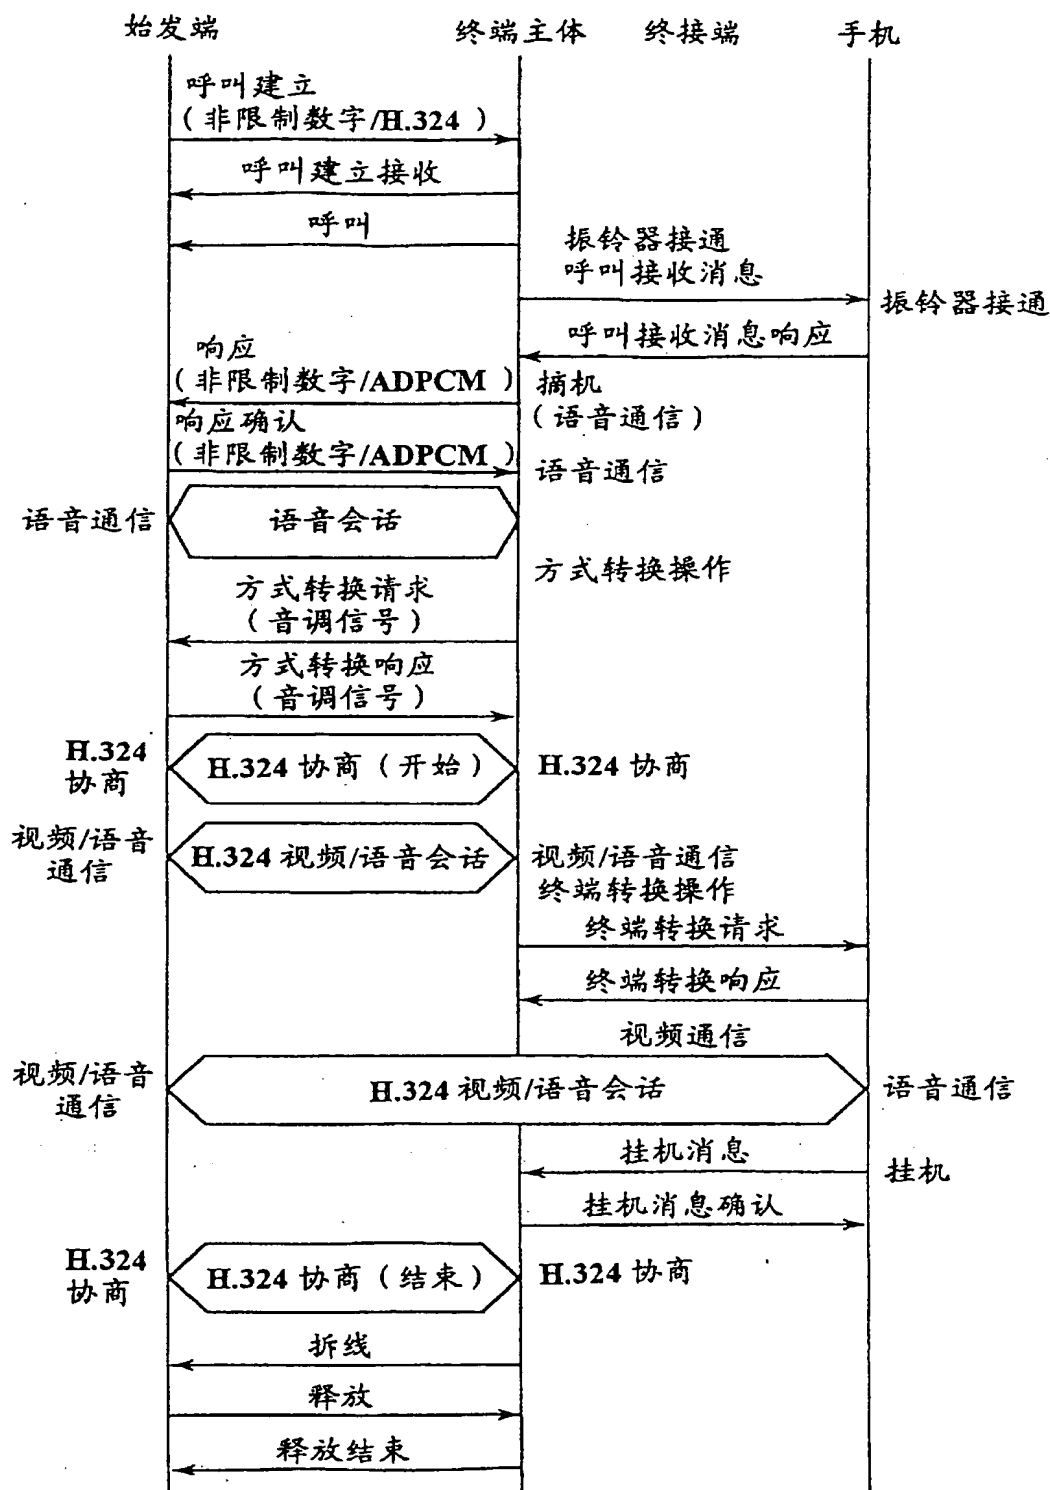 始发端
终端主体
终接端
手机
呼叫建立
(非限制数字/H.324)
呼叫建立接收
呼叫
振铃器接通
呼叫接收消息
振铃器接通
呼叫接收消息响应
响应
(非限制数字/ADPCM)
摘机
(语音通信)
响应确认
(非限制数字/ADPCM)
语音通信
语音通信
语音会话
方式转换操作
方式转换请求
(音调信号)
方式转换响应
(音调信号)
H.324
协商
H.324 协商(开始)
H.324 协商
视频/语音
通信
H.324 视频/语音会话
视频/语音通信
终端转换操作
终端转换请求
终端转换响应
视频通信
视频/语音
通信
H.324 视频/语音会话
语音通信
挂机消息
挂机
挂机消息确认
H.324
协商
H.324 协商(结束)
H.324 协商
拆线
释放
释放结束